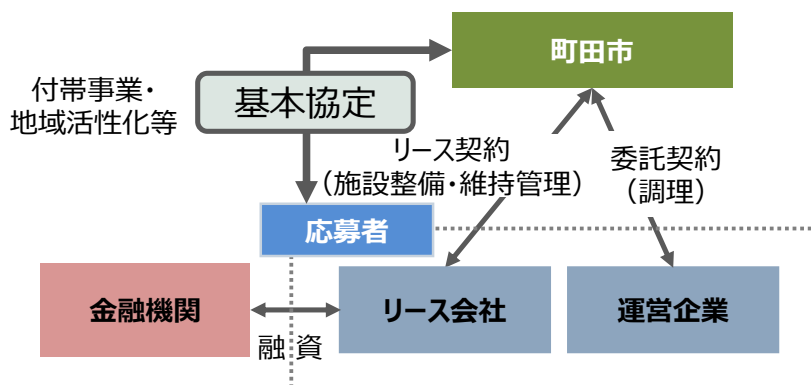 町田市
付帯事業・
地域活性化等
基本協定
リース契約
（施設整備・維持管理）
委託契約
（調理）
応募者
金融機関
リース会社
運営企業
融資